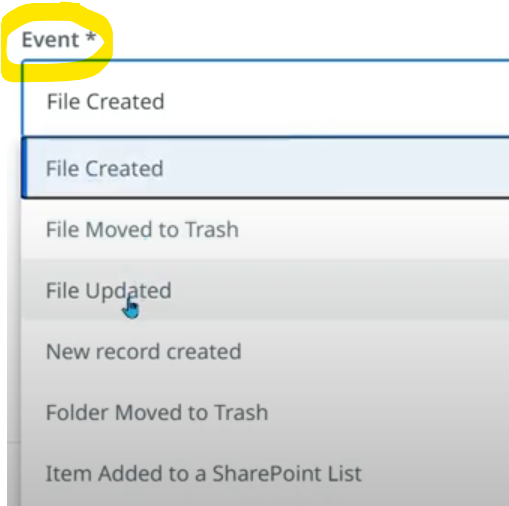 Event *
File Created
File Created
File Moved to Trash
File Updated
New record created
Folder Moved to Trash
Item Added to a SharePoint List